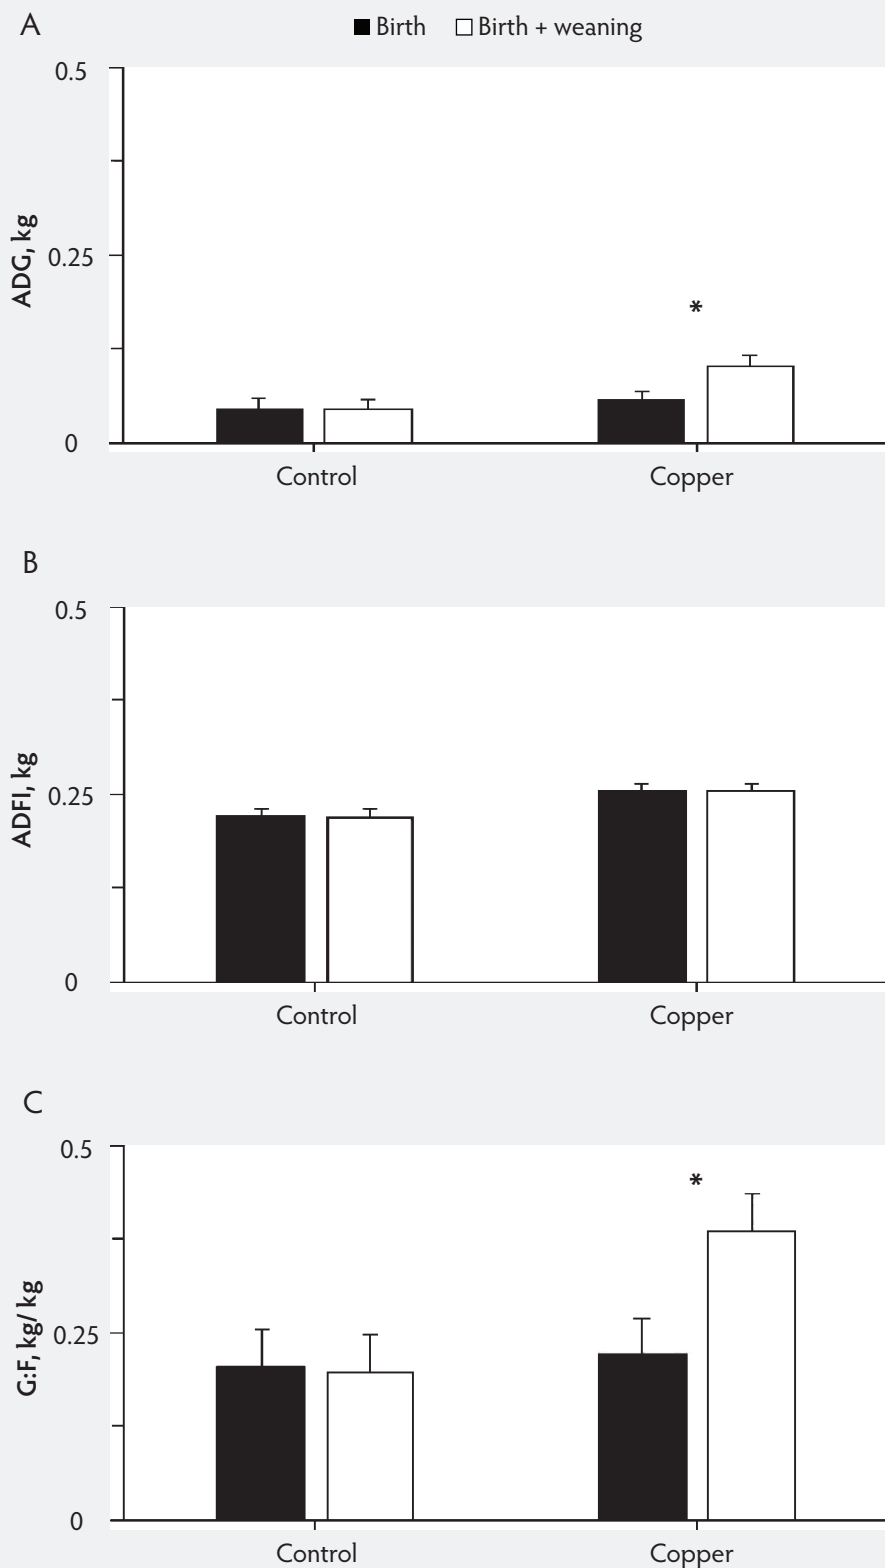 A
Birth Birth + weaning
0.5
0.25
0
ADG, kg
*
Control Copper
B
0.5
0.25
0
ADFI, kg
Control Copper
C
0.5
0.25
0
G:F, kg/kg
*
Control Copper